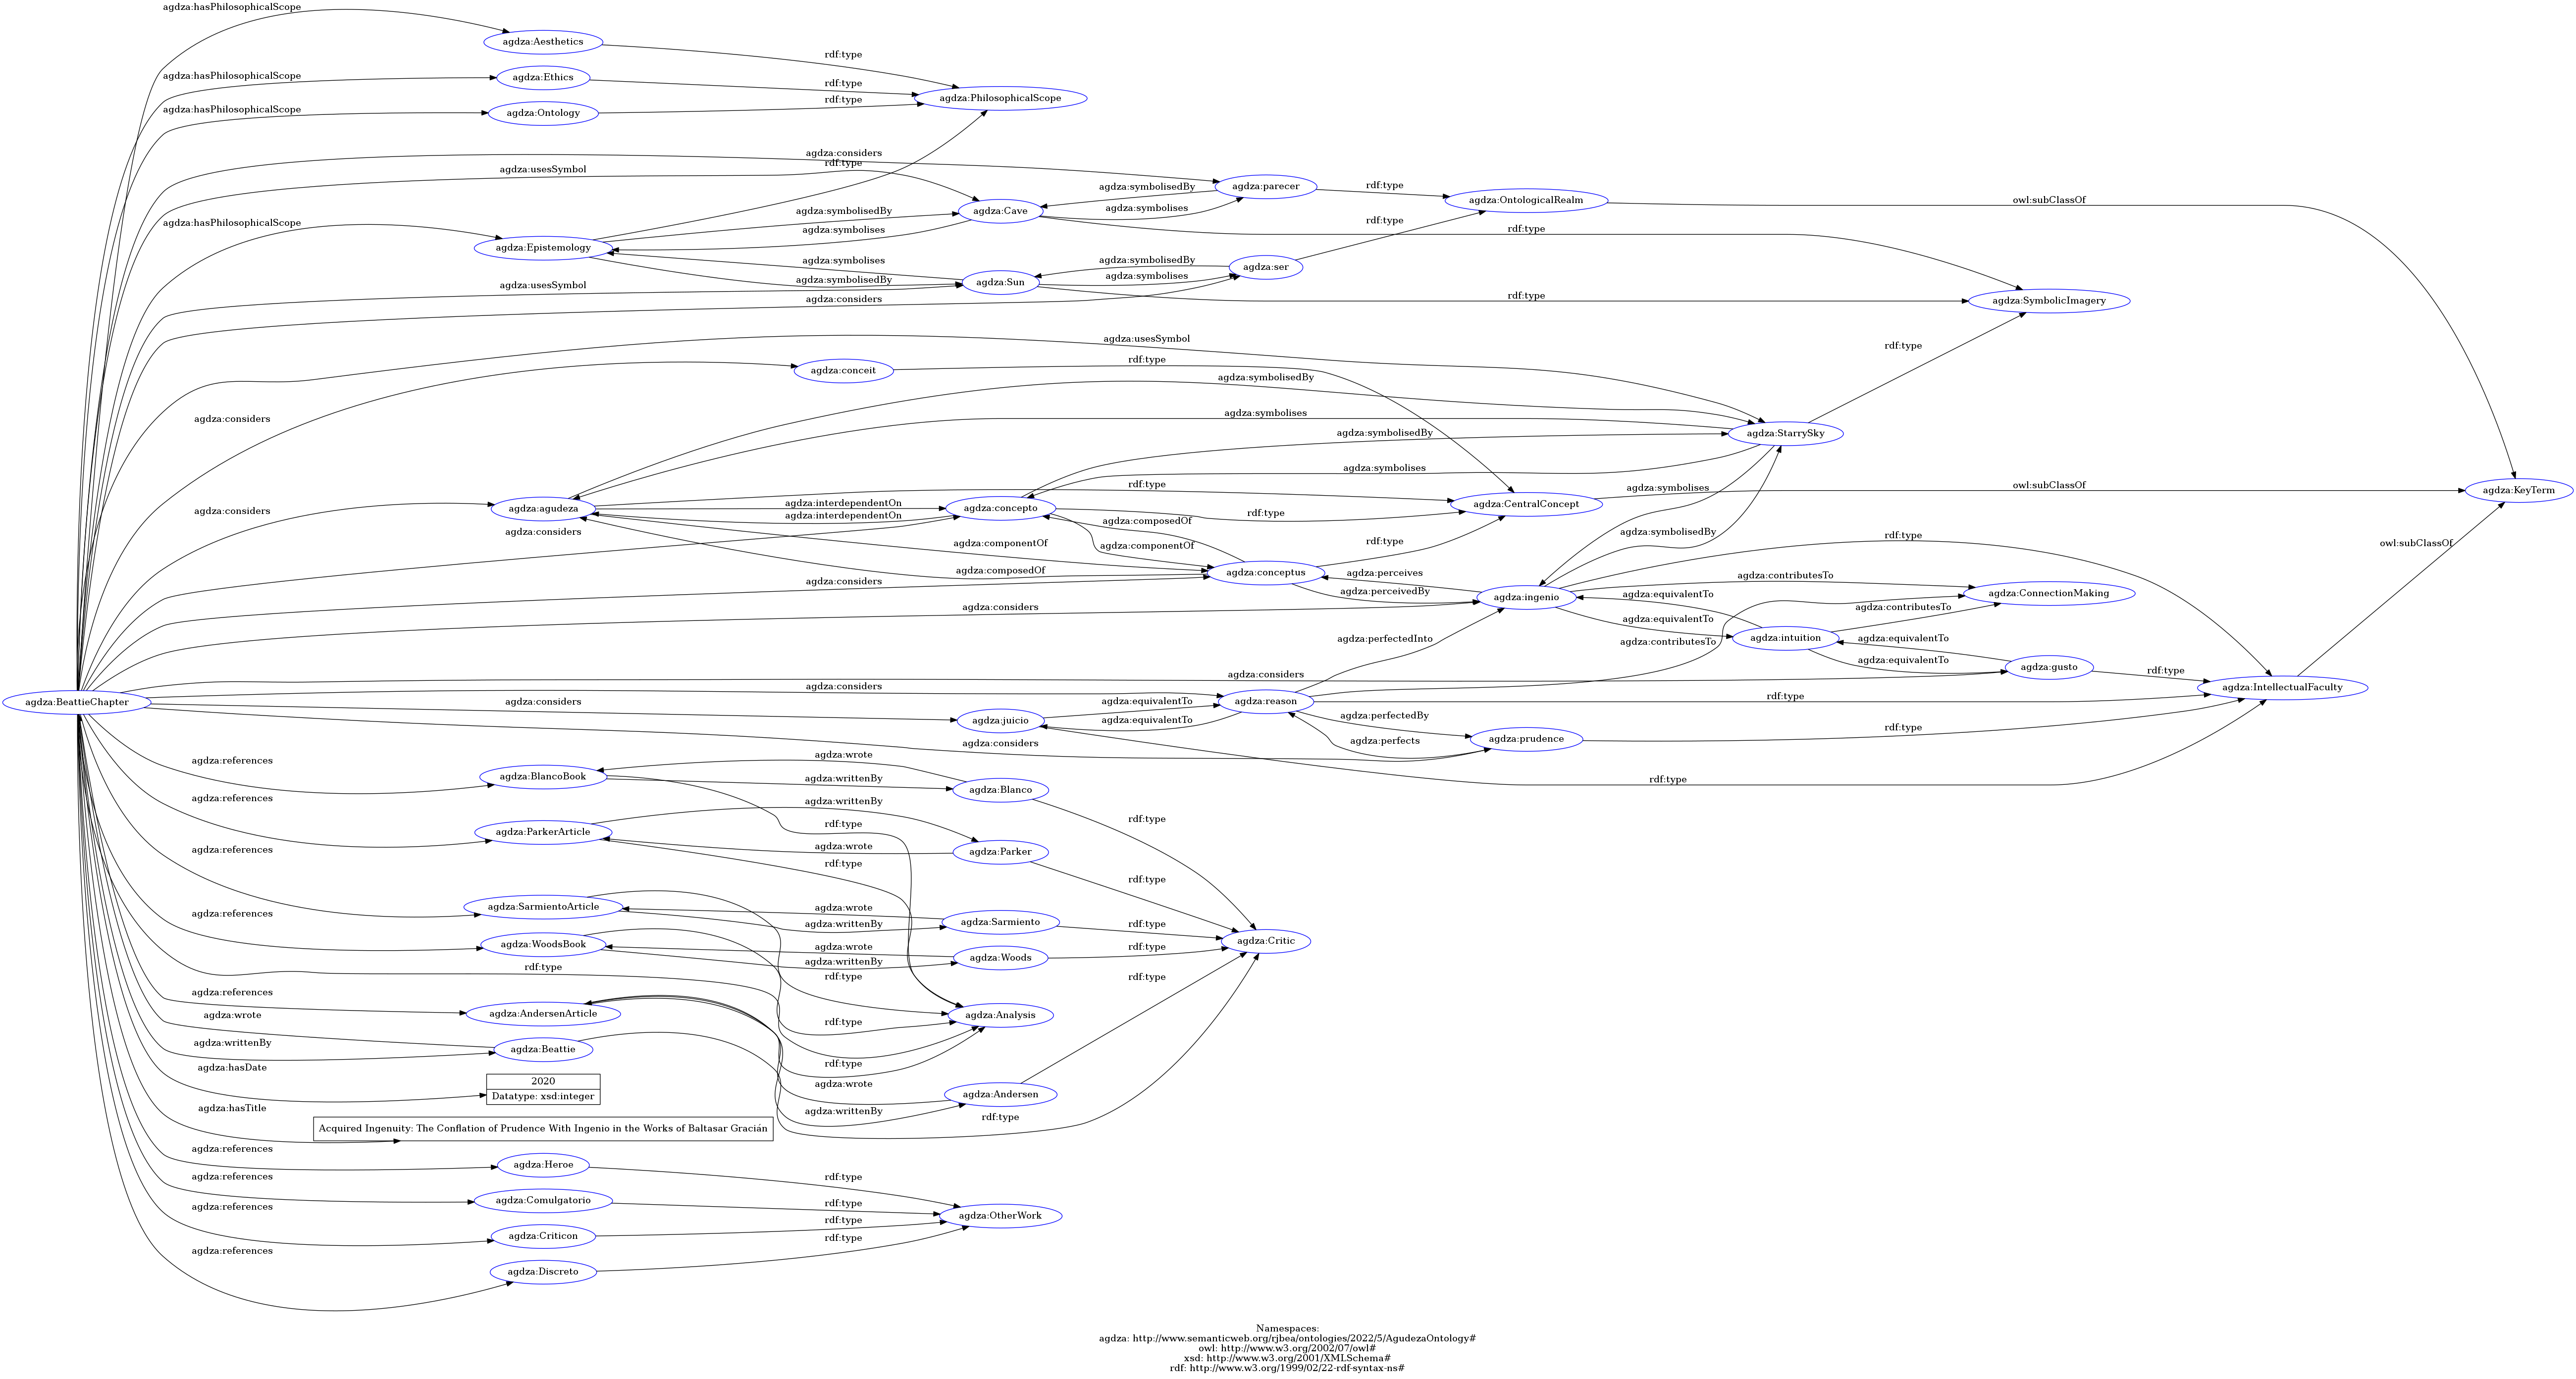 agdza:hasPhilosophicalScope
agdza:Aesthetics
rdf:type
agdza:hasPhilosophicalScope
agdza:Ethics
rdf:type
agdza:PhilosophicalScope
agdza:hasPhilosophicalScope
agdza:Ontology
rdf:type
agdza:considers
rdf:type
agdza:usesSymbol
agdza:parecer
rdf:type
agdza:symbolisedBy
agdza:OntologicalRealm
owl:subClassOf
agdza:Cave
agdza:symbolises
agdza:symbolisedBy
agdza:hasPhilosophicalScope
rdf:type
agdza:symbolises
rdf:type
agdza:Epistemology
agdza:symbolises
agdza:symbolisedBy
agdza:ser
agdza:symbolisedBy
agdza:symbolises
agdza:Sun
agdza:usesSymbol
agdza:considers
rdf:type
agdza:SymbolicImagery
agdza:usesSymbol
rdf:type
agdza:conceit
rdf:type
agdza:symbolisedBy
agdza:considers
agdza:symbolises
agdza:symbolisedBy
agdza:StarrySky
agdza:symbolises
rdf:type
agdza:symbolises
owl:subClassOf
agdza:KeyTerm
agdza:considers
agdza:agudeza
agdza:interdependentOn
agdza:interdependentOn
agdza:concepto
rdf:type
agdza:CentralConcept
agdza:considers
agdza:composedOf
agdza:symbolisedBy
agdza:componentOf
agdza:componentOf
rdf:type
rdf:type
owl:subClassOf
agdza:composedOf
agdza:conceptus
agdza:perceives
agdza:contributesTo
agdza:considers
agdza:perceivedBy
agdza:ingenio
agdza:equivalentTo
agdza:ConnectionMaking
agdza:considers
agdza:contributesTo
agdza:equivalentTo
agdza:perfectedInto
agdza:contributesTo
agdza:intuition
agdza:equivalentTo
agdza:equivalentTo
agdza:gusto
rdf:type
agdza:considers
agdza:considers
agdza:IntellectualFaculty
agdza:BeattieChapter
agdza:considers
agdza:equivalentTo
agdza:reason
rdf:type
agdza:juicio
agdza:equivalentTo
agdza:perfectedBy
agdza:considers
agdza:perfects
agdza:prudence
rdf:type
agdza:references
agdza:BlancoBook
agdza:wrote
agdza:writtenBy
agdza:Blanco
rdf:type
agdza:references
agdza:writtenBy
rdf:type
rdf:type
agdza:ParkerArticle
agdza:wrote
agdza:Parker
agdza:references
rdf:type
rdf:type
agdza:SarmientoArticle
agdza:wrote
agdza:Sarmiento
agdza:references
agdza:writtenBy
rdf:type
agdza:Critic
agdza:WoodsBook
agdza:wrote
agdza:Woods
rdf:type
agdza:writtenBy
rdf:type
rdf:type
rdf:type
agdza:references
agdza:AndersenArticle
agdza:Analysis
agdza:wrote
rdf:type
agdza:writtenBy
agdza:Beattie
agdza:hasDate
rdf:type
2020
Datatype: xsd:integer
agdza:wrote
agdza:Andersen
agdza:hasTitle
agdza:writtenBy
rdf:type
Acquired Ingenuity: The Conflation of Prudence With Ingenio in the Works of Baltasar Gracián
agdza:references
agdza:Heroe
rdf:type
agdza:references
agdza:Comulgatorio
rdf:type
agdza:references
agdza:OtherWork
rdf:type
agdza:Criticon
rdf:type
agdza:references
agdza:Discreto
Namespaces:
agdza: http://www.semanticweb.org/rjbea/ontologies/2022/5/AgudezaOntology#
owl: http://www.w3.org/2002/07/owl#
xsd: http://www.w3.org/2001/XMLSchema#
rdf: http://www.w3.org/1999/02/22-rdf-syntax-ns#